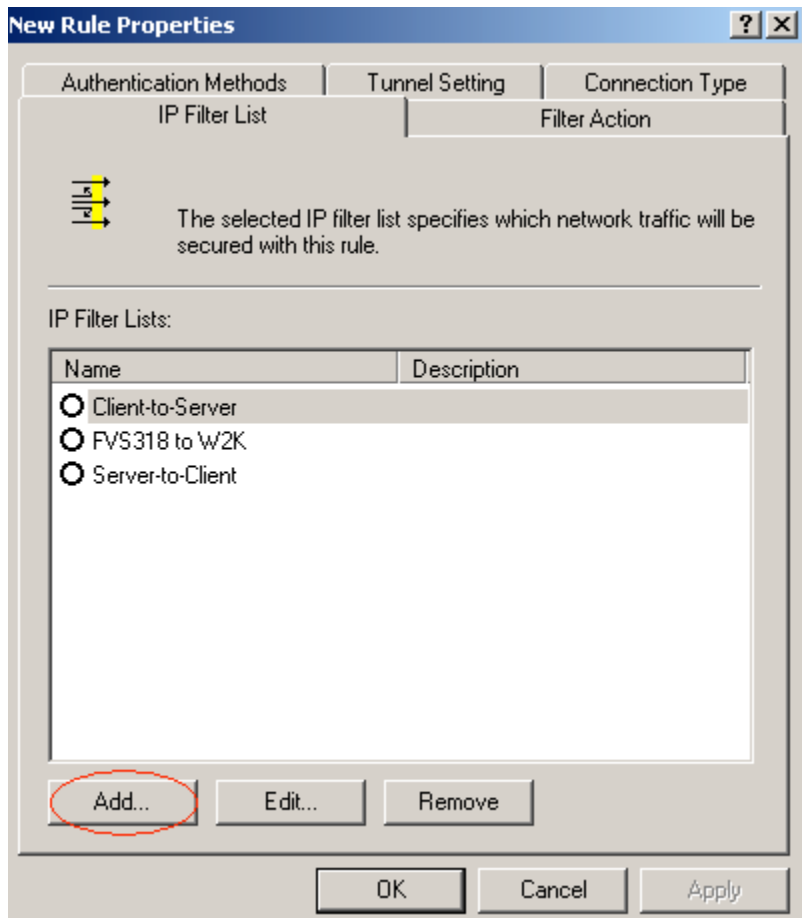 New Rule Properties
Authentication Methods Tunnel Setting Connection Type
IP Filter List Filter Action
The selected IP filter list specifies which network traffic will be
secured with this rule.
IP Filter Lists:
Name Description
Client-to-Server
FVS318 to W2K
Server-to-Client
Add... Edit... Remove
OK Cancel Apply